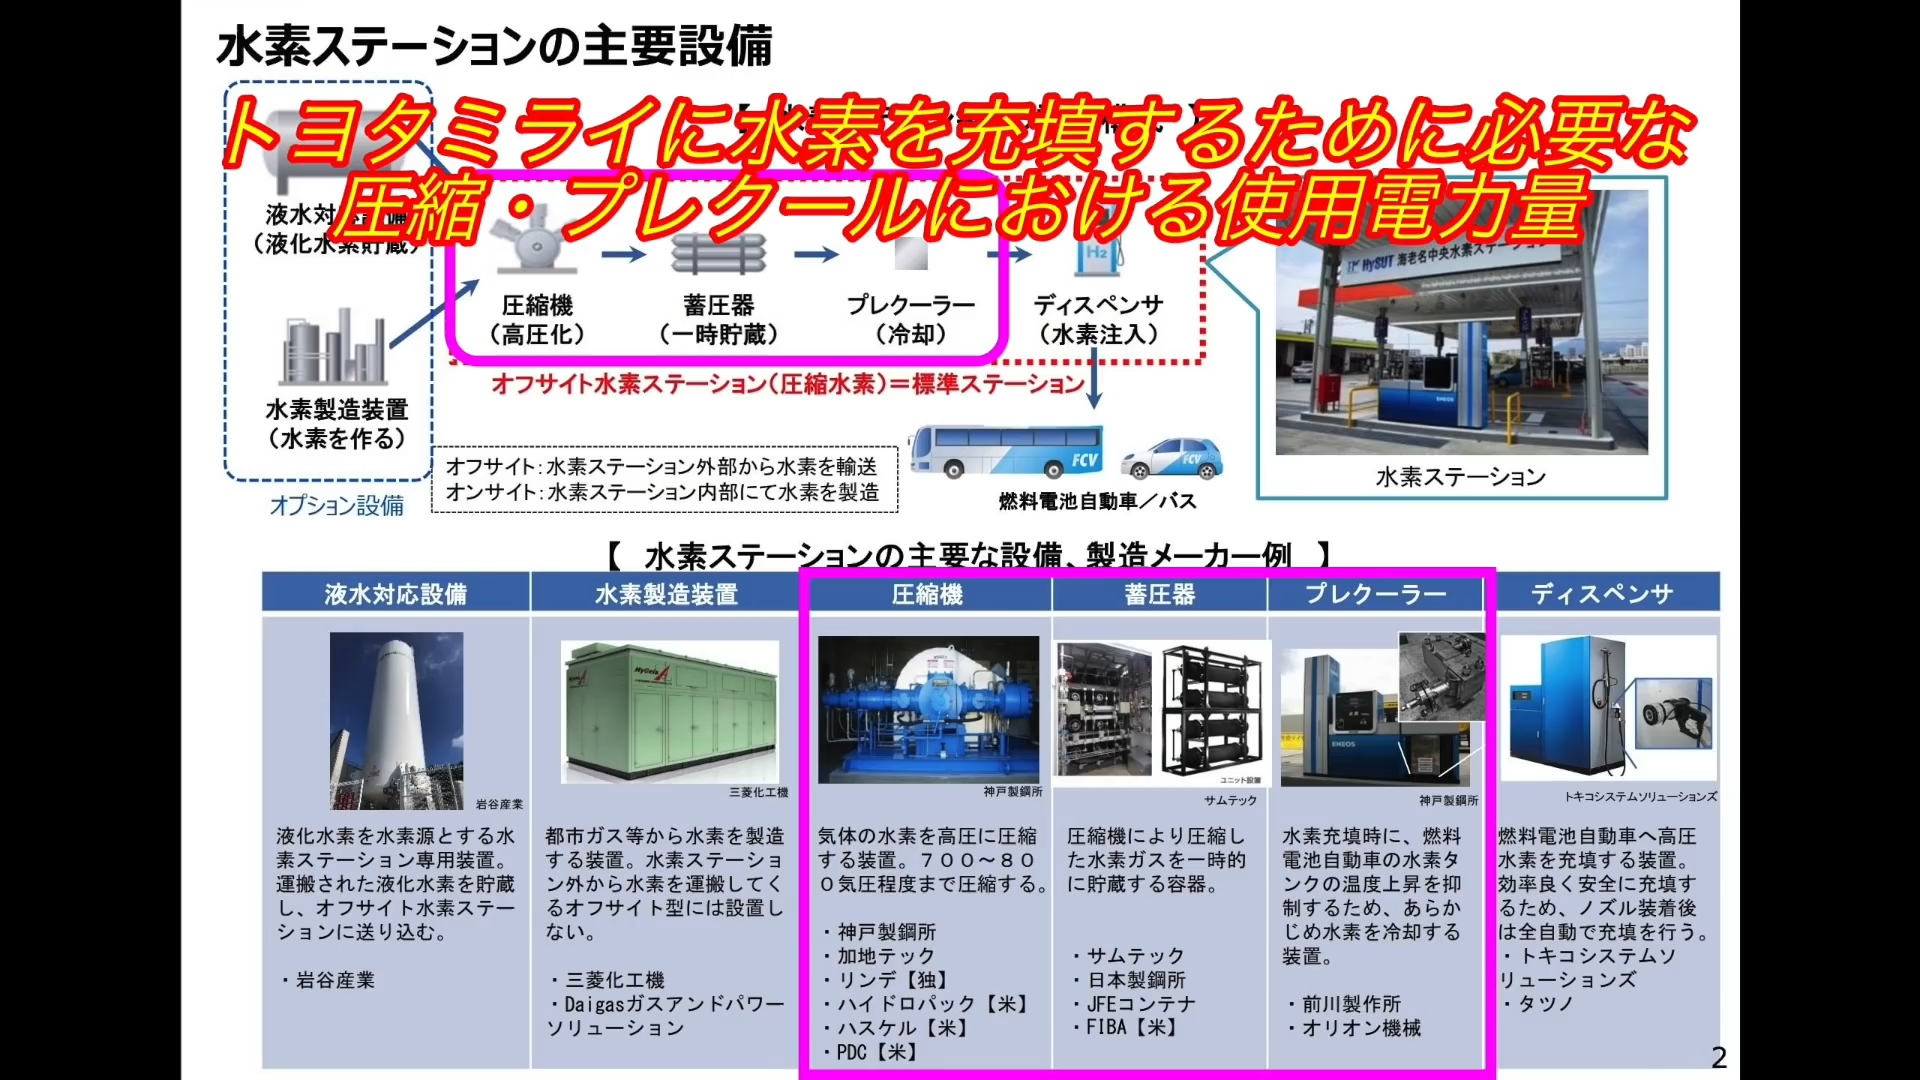 水素ステーションの主要設備
トヨタミライに水素を充填するために必要な
圧縮・プレクールにおける使用電力量
(液化水素貯蔵)
圧縮機
(高圧化)
蓄圧器
(一時貯蔵)
プレクーラー
(冷却)
H2
ディスペンサ
(水素注入)
HySUT 海老名中央水素ステーション
ENEOS
水素ステーション
オフサイト水素ステーション(圧縮水素)=標準ステーション
水素製造装置
(水素を作る)
オプション設備
オフサイト:水素ステーション外部から水素を輸送
オンサイト:水素ステーション内部にて水素を製造
FCV
FCV
燃料電池自動車/バス
【 水素ステーションの主要な設備、製造メーカ一例 】
液水対応設備
水素製造装置
圧縮機
蓄圧器
プレクーラー
ディスペンサ
岩谷産業
液化水素を水素源とする水
素ステーション専用装置。
運搬された液化水素を貯蔵
し、オフサイト水素ステー
ションに送り込む。
・岩谷産業
三菱化工機
都市ガス等から水素を製造
する装置。水素ステーショ
ン外から水素を運搬してく
るオフサイト型には設置し
ない。
・三菱化工機
・Daigasガスアンドパワー
ソリューション
神戸製鋼所
気体の水素を高圧に圧縮
する装置。700~80
0気圧程度まで圧縮する。
・神戸製鋼所
・加地テック
・リンデ【独】
・ハイドロパック【米】
・ハスケル【米】
・PDC【米】
ユニット設置
サムテック
圧縮機により圧縮し
た水素ガスを一時的
に貯蔵する容器。
・サムテック
・日本製鋼所
・JFEコンテナ
・FIBA【米】
ENEOS
神戸製鋼所
水素充填時に、燃料
電池自動車の水素タ
ンクの温度上昇を抑
制するため、あらか
じめ水素を冷却する
装置。
・前川製作所
・オリオン機械
トキコシステムソリューションズ
燃料電池自動車へ高圧
水素を充填する装置。
効率良く安全に充填す
るため、ノズル装着後
は全自動で充填を行う。
・トキコシステムソ
リューションズ
・タツノ
2